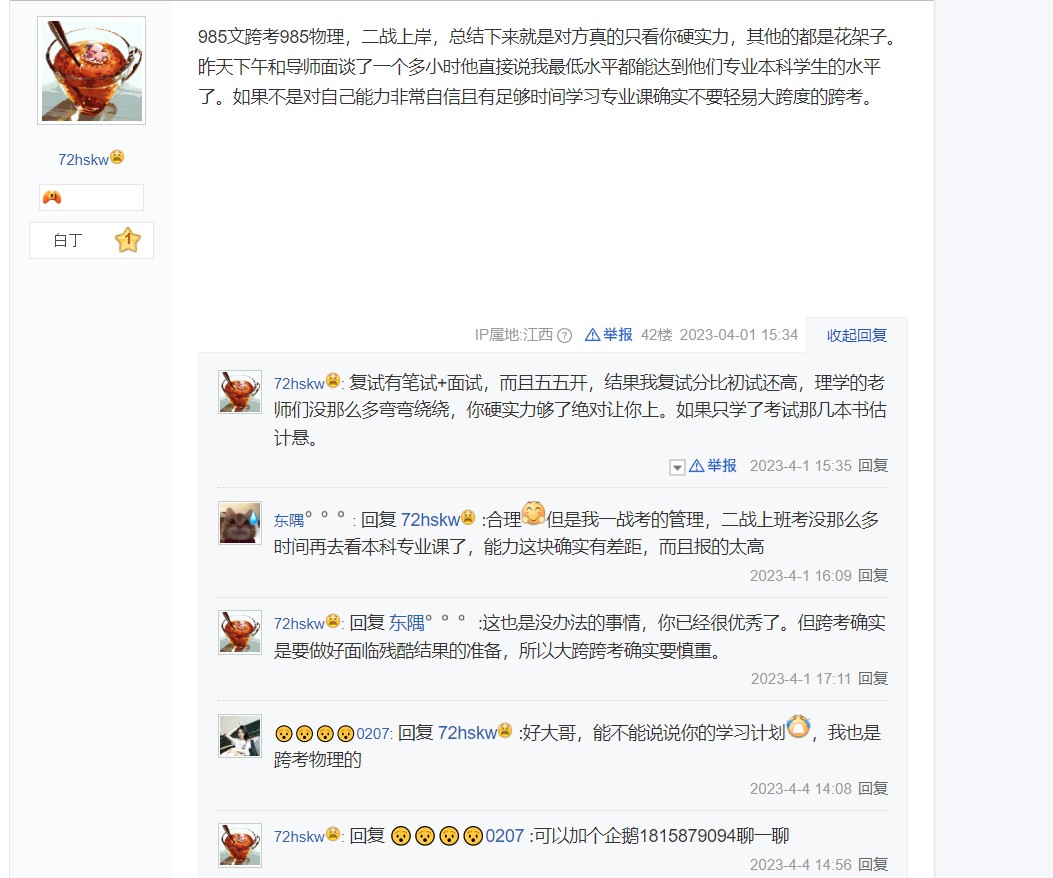 985文跨考985物理，二战上岸，总结下来就是对方真的只看你硬实力，其他的都是花架子。
昨天下午和导师面谈了一个多小时他直接说我最低水平都能达到他们专业本科学生的水平
了。如果不是对自己能力非常自信且有足够时间学习专业课确实不要轻易大跨度的跨考。
72hskw
白丁 1
IP属地:江西 举报 42楼 2023-04-01 15:34 收起回复
72hskw: 复试有笔试+面试，而且五五开，结果我复试分比初试还高，理学的老
师们没那么多弯弯绕绕，你硬实力够了绝对让你上。如果只学了考试那几本书估
计悬。
举报 2023-4-1 15:35 回复
东隅° ° ° : 回复 72hskw :合理但是我一战考的管理，二战上班考没那么多
时间再去看本科专业课了，能力这块确实有差距，而且报的太高
2023-4-1 16:09 回复
72hskw: 回复 东隅° ° ° :这也是没办法的事情，你已经很优秀了。但跨考确实
是要做好面临残酷结果的准备，所以大跨跨考确实要慎重。
2023-4-1 17:11 回复
😮😮😮😮0207: 回复 72hskw :好大哥，能不能说说你的学习计划，我也是
跨考物理的
2023-4-4 14:08 回复
72hskw: 回复 😮😮😮😮0207 :可以加个企鹅1815879094聊一聊
2023-4-4 14:56 回复